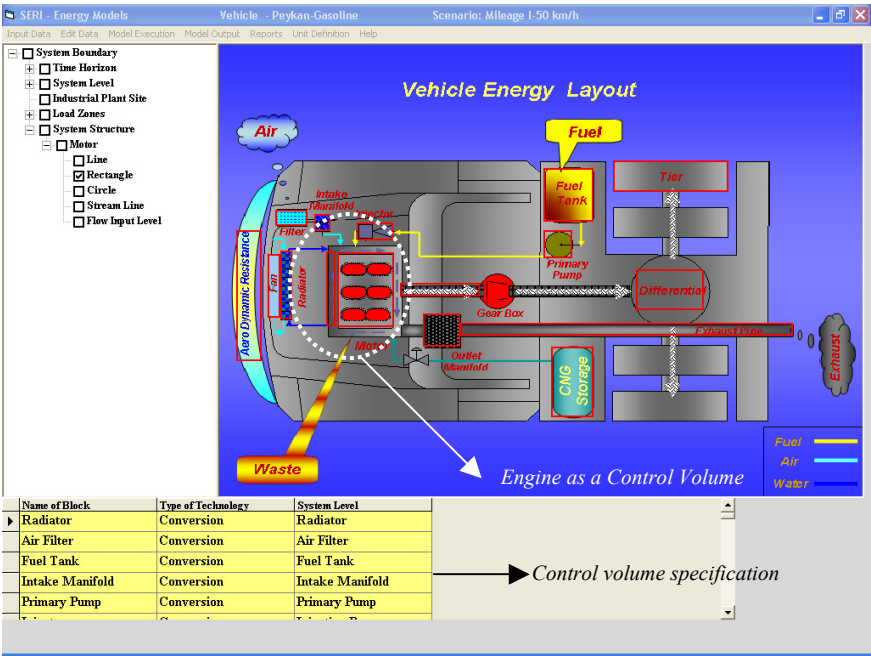 SERI - Energy Models Vehicle - Peykan-Gasoline Scenario: Mileage I-50 km/h
Input Data Edit Data Model Execution Model Output Reports Unit Definition Help
System Boundary
Time Horizon
System Level
Industrial Plant Site
Load Zones
System Structure
Motor
Line
Rectangle
Circle
Stream Line
Flow Input Level
Vehicle Energy Layout
Air
Fuel
Fuel
Tank
Tier
Intake
Manifold
Filter
Primary
Pump
Aero Dynamic Resistance
Fan
Radiator
Gear Box
Differential
Motor
Exhaust Pipe
Outlet
Manifold
CNG
Storage
Exhaust
Waste
Engine as a Control Volume
Fuel
Air
Water
Name of Block Type of Technology System Level
Radiator Conversion Radiator
Air Filter Conversion Air Filter
Fuel Tank Conversion Fuel Tank
Intake Manifold Conversion Intake Manifold
Primary Pump Conversion Primary Pump
Control volume specification